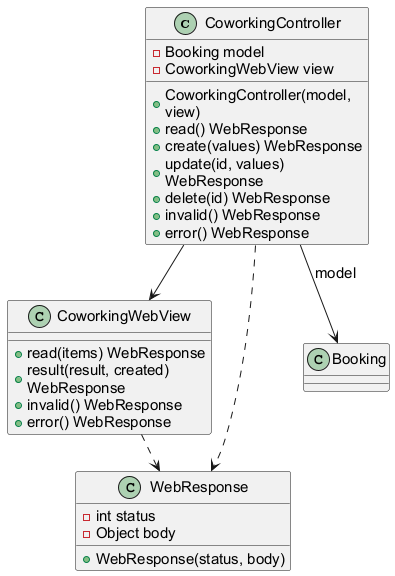 C CoworkingController
Booking model
CoworkingWebView view
CoworkingController(model,
view)
read() WebResponse
create(values) WebResponse
update(id, values)
WebResponse
delete(id) WebResponse
invalid() WebResponse
error() WebResponse
model
C CoworkingWebView
read(items) WebResponse
result(result, created)
WebResponse
invalid() WebResponse
error() WebResponse
C Booking
C WebResponse
int status
Object body
WebResponse(status, body)